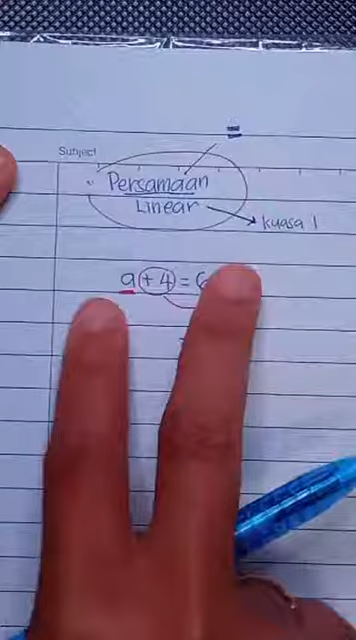 =
Subject
Persamaan
Linear
kuasa 1
a + 4 = 6